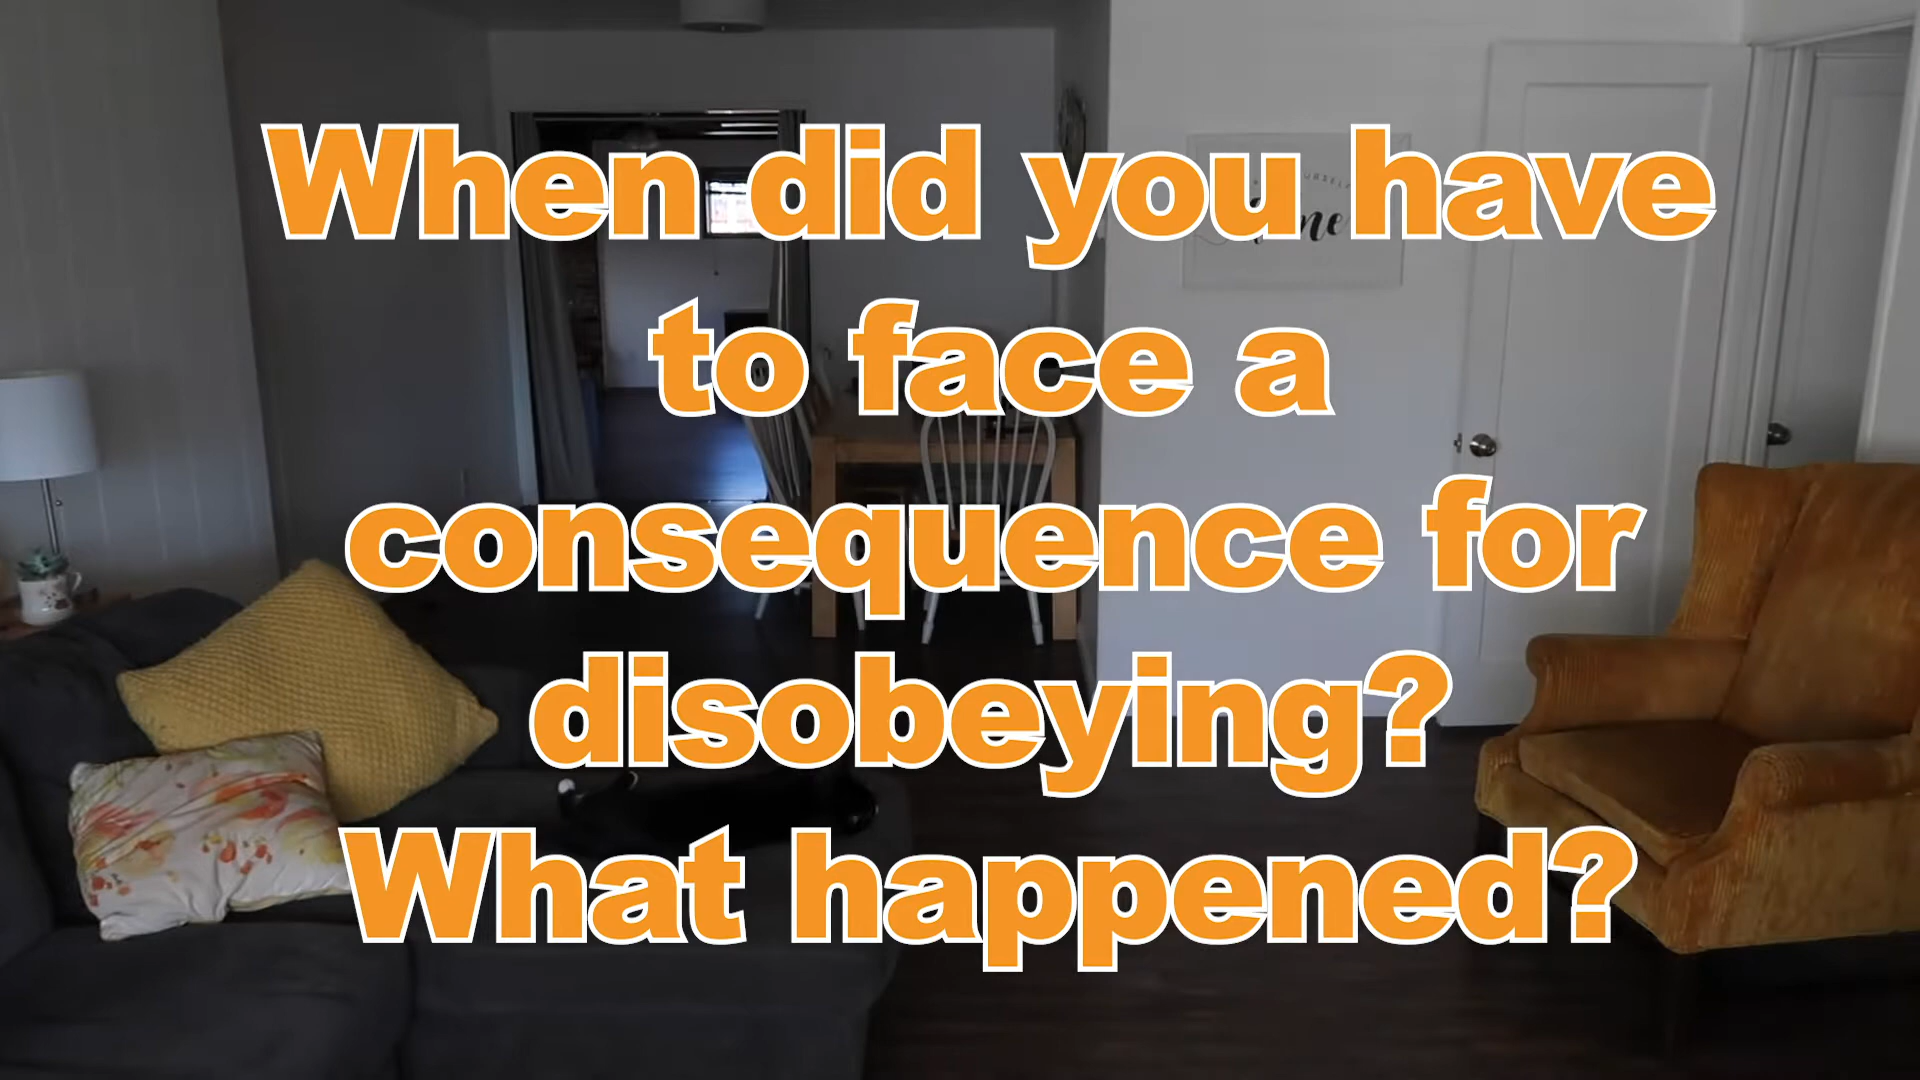 When did you have
to face a
consequence for
disobeying?
What happened?